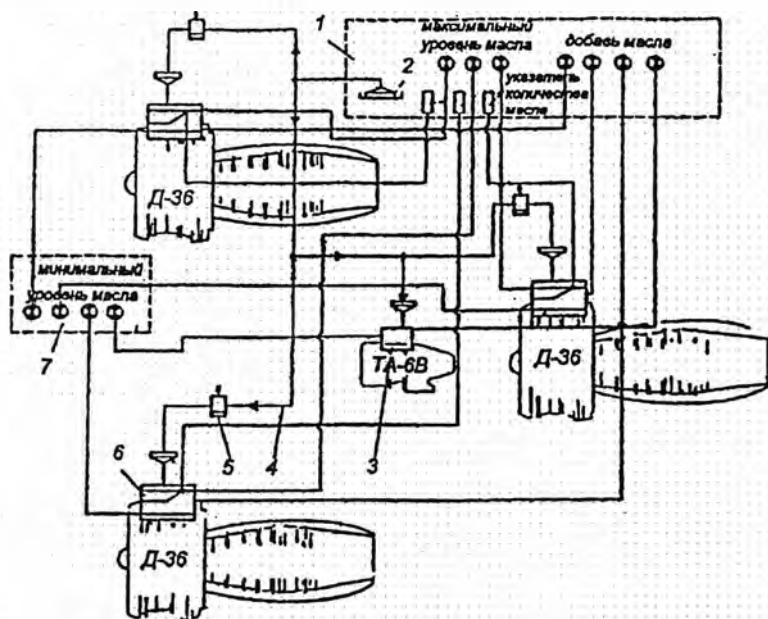 1
максимальный
уровень масла
добавь масла
2
указатель
количества
масла
Д-36
минимальный
уровень масла
7
ТА-6В
Д-36
6
5
4
3
Д-36